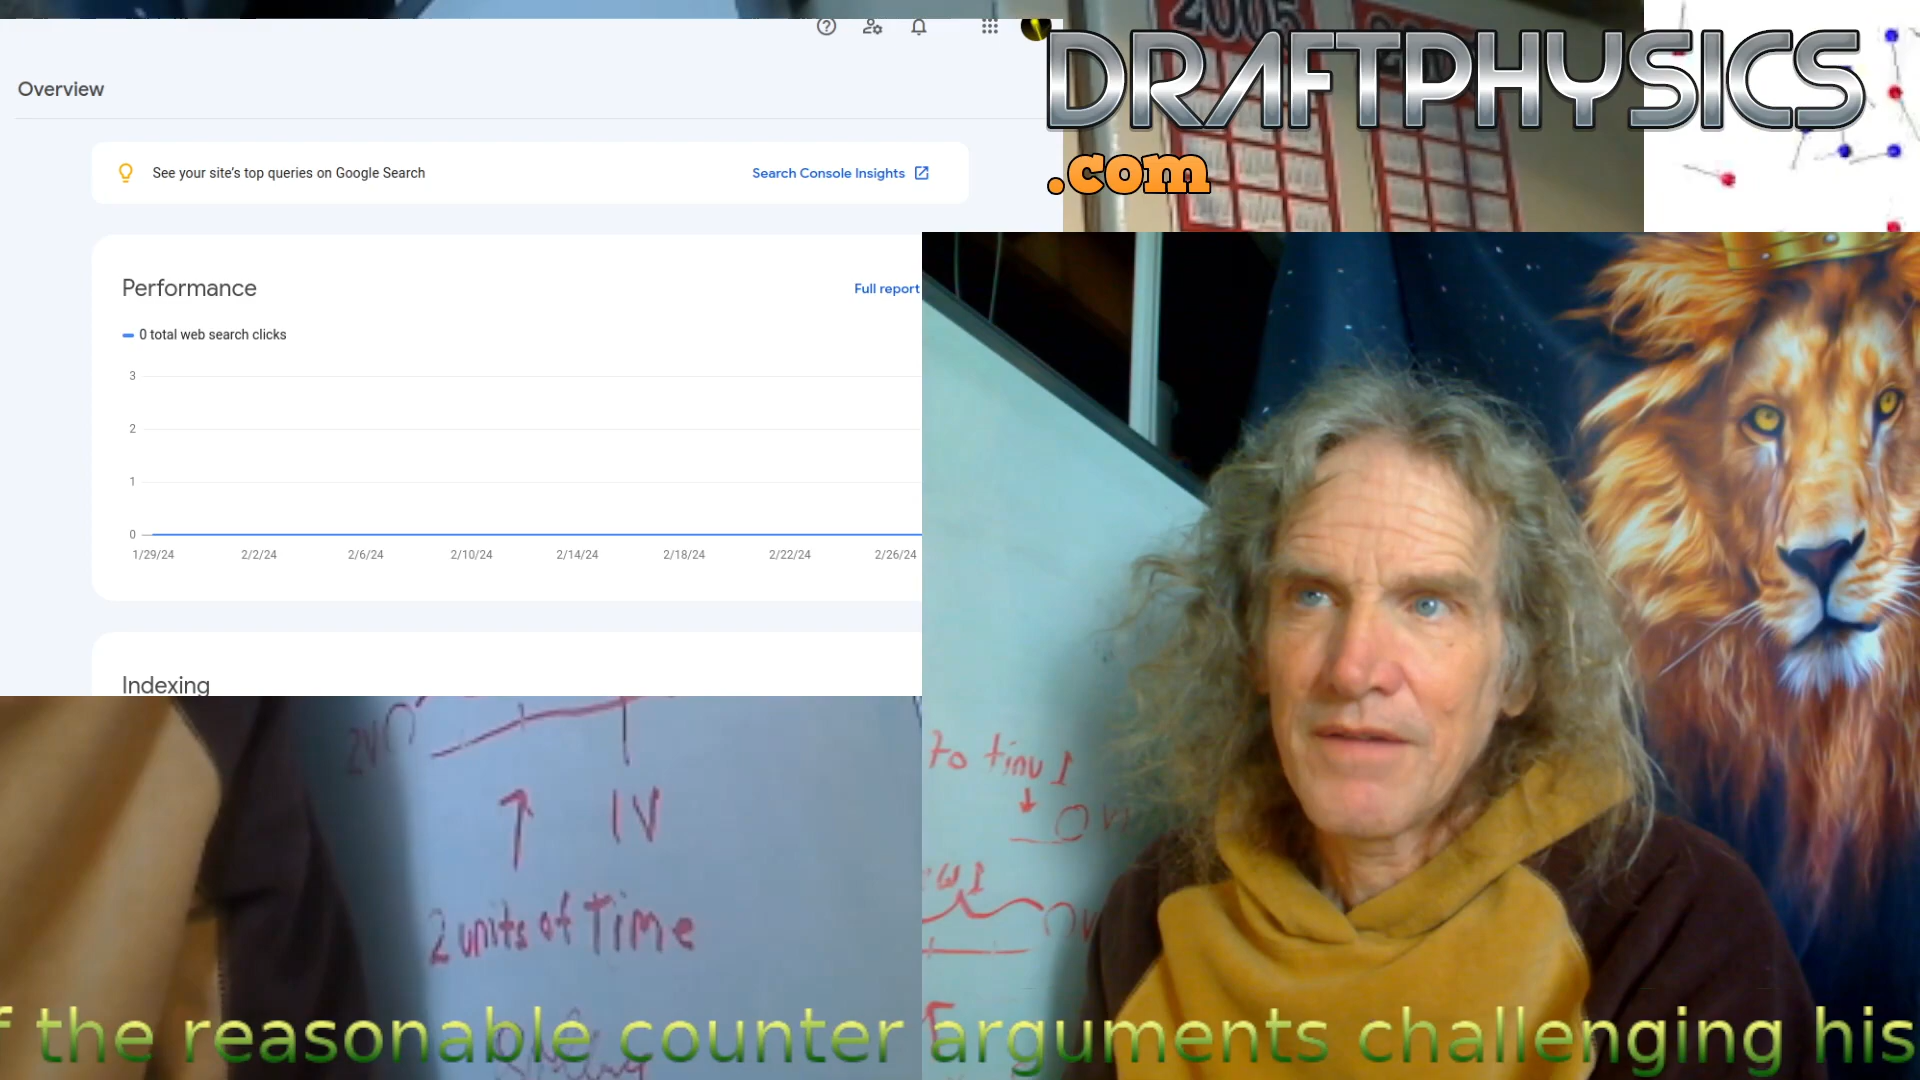 2005
DRAFTPHYSICS
.com
Overview
See your site's top queries on Google Search
Search Console Insights
Performance
Full report
0 total web search clicks
3
2
1
0
1/29/24 2/2/24 2/6/24 2/10/24 2/14/24 2/18/24 2/22/24 2/26/24
Indexing
1V
2 units of Time
to tiny I
f the reasonable counter arguments challenging his